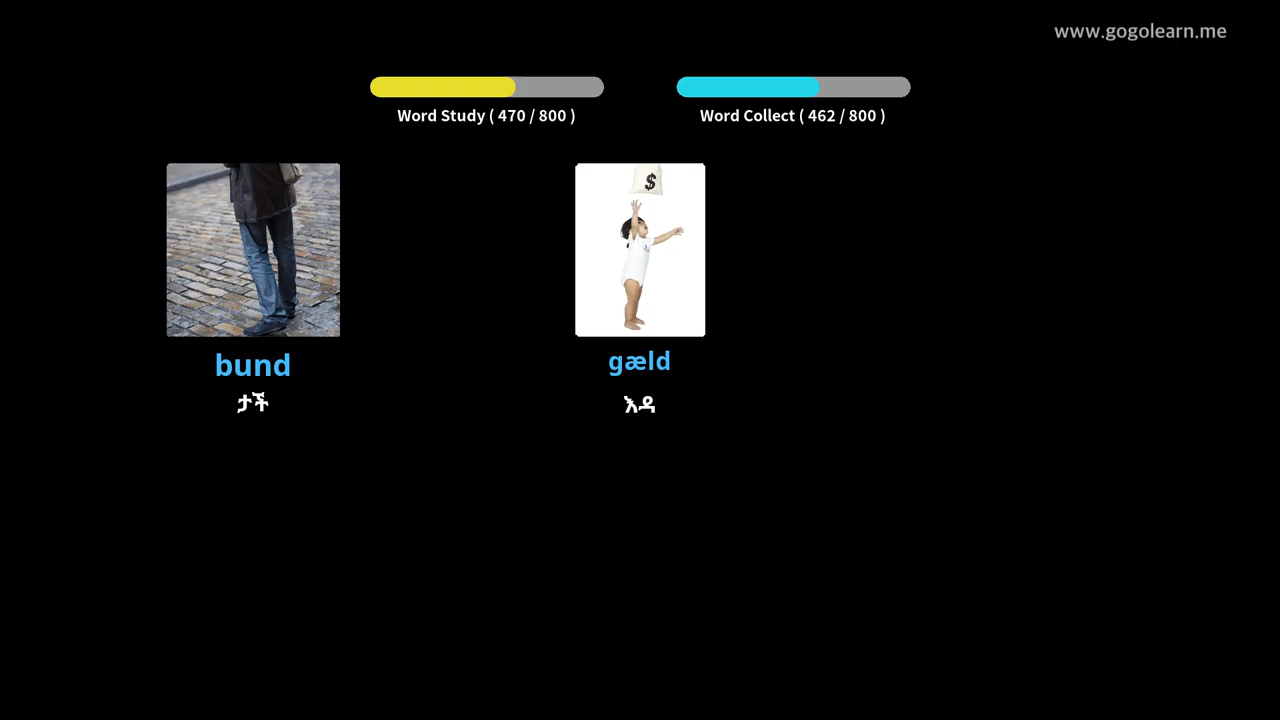 www.gogolearn.me
Word Study ( 470 / 800 )
Word Collect ( 462 / 800 )
$
bund
gæld
ታች
እዳ